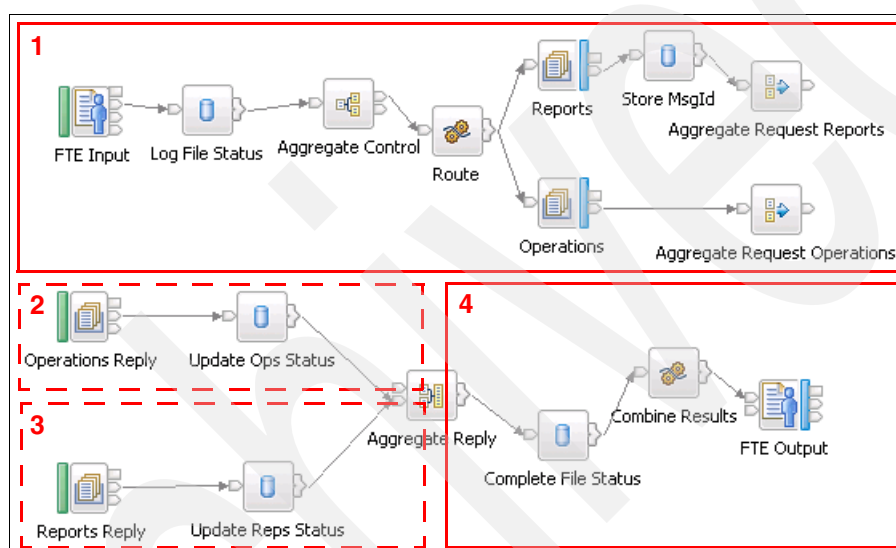 1
FTE Input
Log File Status
Aggregate Control
Route
Reports
Store MsgId
Aggregate Request Reports
Operations
Aggregate Request Operations
2
Operations Reply
Update Ops Status
3
Reports Reply
Update Reps Status
Aggregate Reply
4
Complete File Status
Combine Results
FTE Output